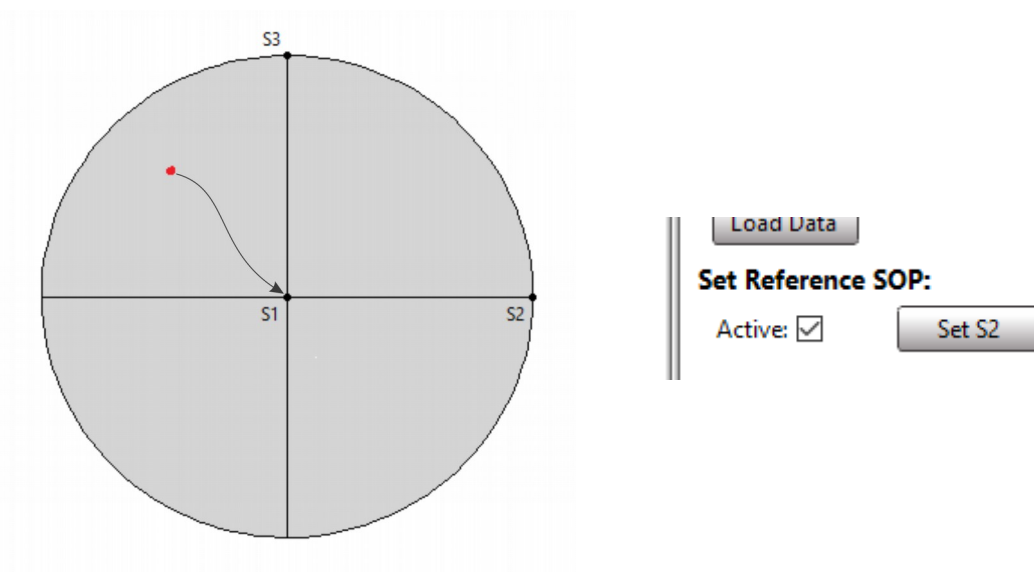 S3
S1
S2
Load Data
Set Reference SOP:
Active:
Set S2